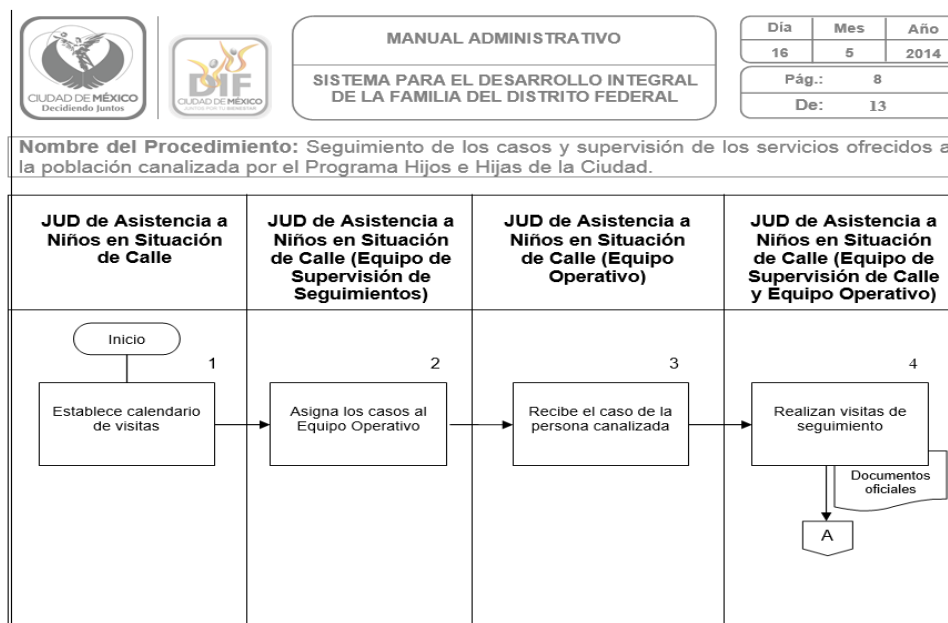 CIUDAD DE MÉXICO
Decidiendo Juntos
DIF
CIUDAD DE MÉXICO
JUNTOS POR TU BIENESTAR
MANUAL ADMINISTRATIVO
SISTEMA PARA EL DESARROLLO INTEGRAL
DE LA FAMILIA DEL DISTRITO FEDERAL
Día Mes Año
16 5 2014
Pág.: 8
De: 13
Nombre del Procedimiento: Seguimiento de los casos y supervisión de los servicios ofrecidos a
la población canalizada por el Programa Hijos e Hijas de la Ciudad.
JUD de Asistencia a
Niños en Situación
de Calle
JUD de Asistencia a
Niños en Situación
de Calle (Equipo de
Supervisión de
Seguimientos)
JUD de Asistencia a
Niños en Situación
de Calle (Equipo
Operativo)
JUD de Asistencia a
Niños en Situación
de Calle (Equipo de
Supervisión de Calle
y Equipo Operativo)
Inicio
1
Establece calendario
de visitas
2
Asigna los casos al
Equipo Operativo
3
Recibe el caso de la
persona canalizada
4
Realizan visitas de
seguimiento
Documentos
oficiales
A